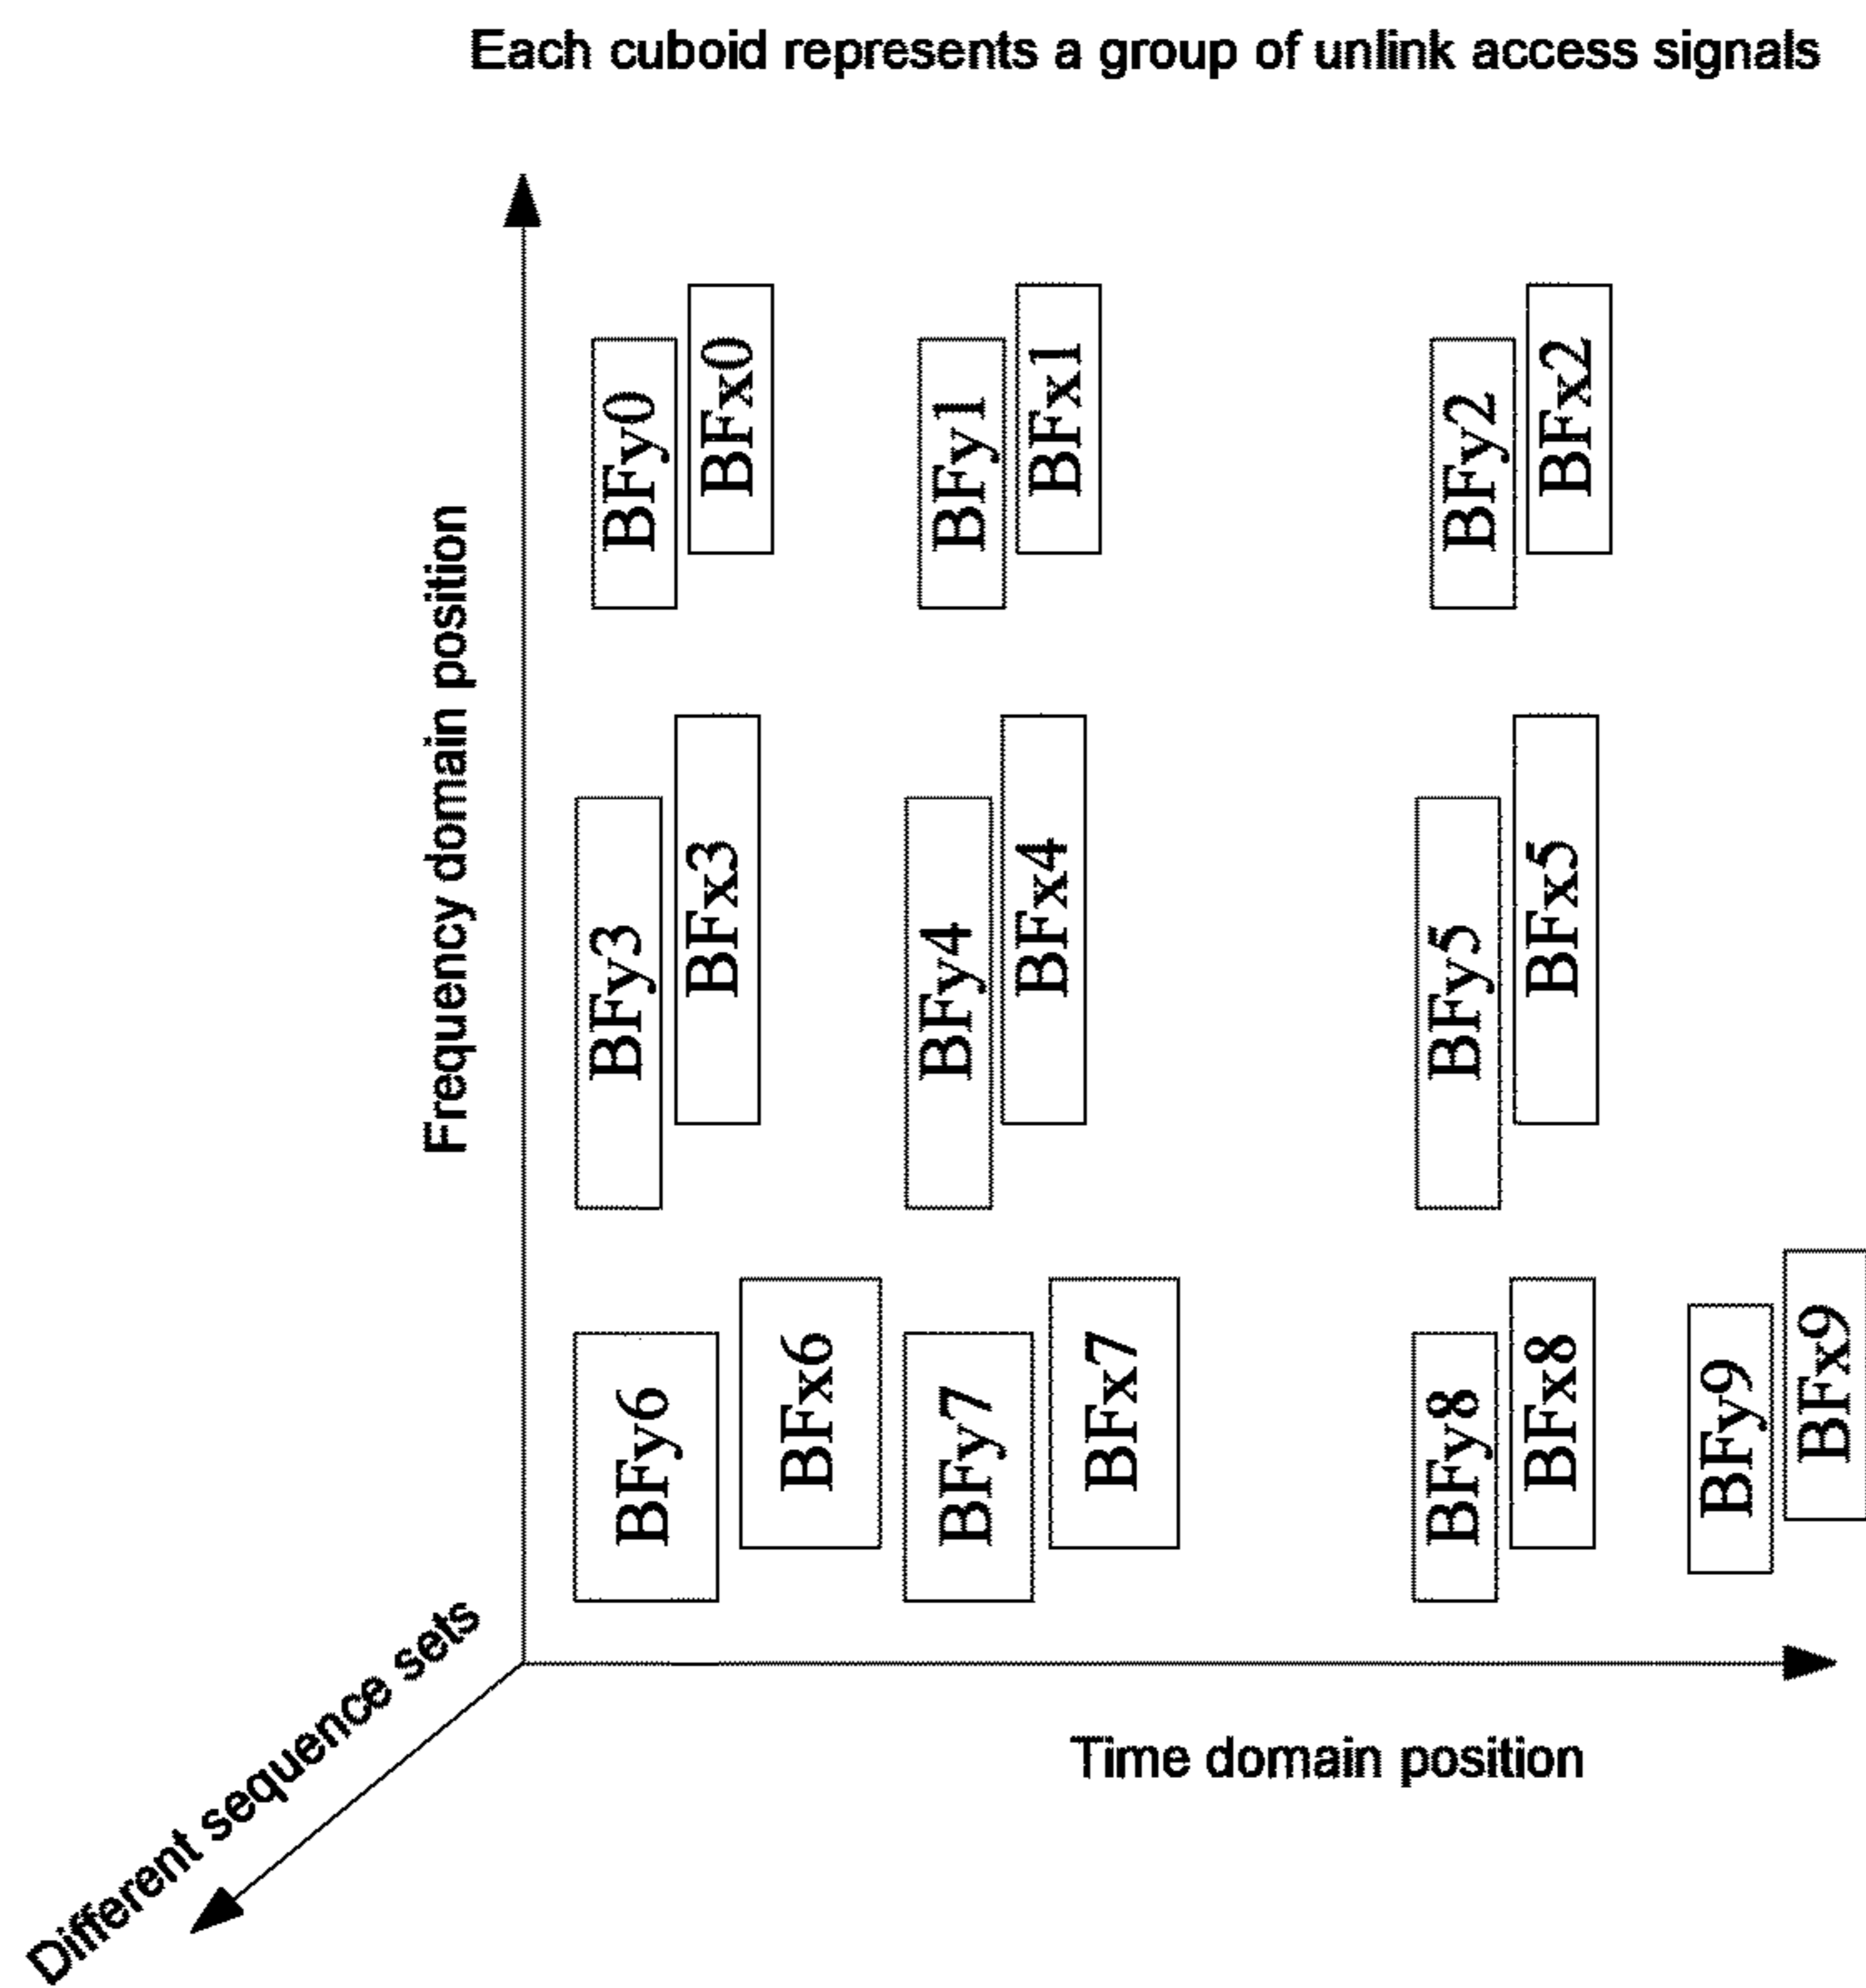 Each cuboid represents a group of unlink access signals
Frequency domain position
BFy0
BFx0
BFy1
BFx1
BFy2
BFx2
BFy3
BFx3
BFy4
BFx4
BFy5
BFx5
BFy6
BFx6
BFy7
BFx7
BFy8
BFx8
BFy9
BFx9
Different sequence sets
Time domain position